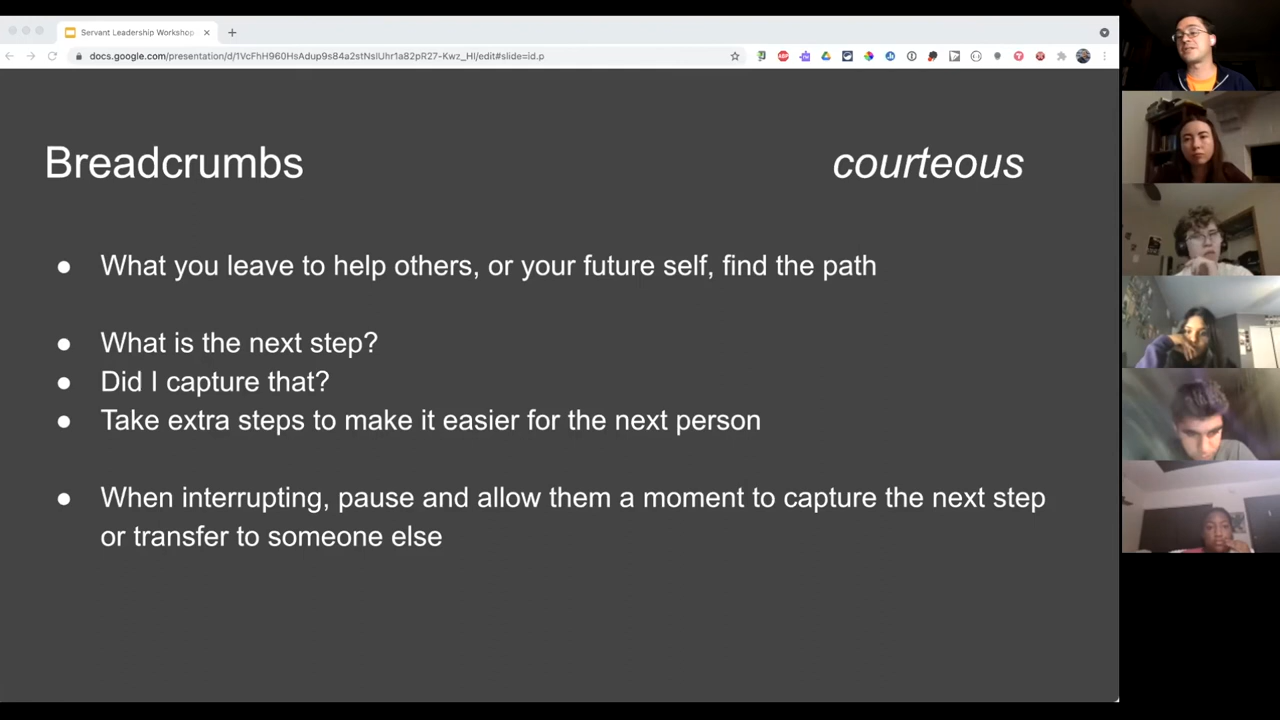 Servant Leadership Workshop
docs.google.com/presentation/d/1VcFhH960HsAdup9s84a2stNslUhr1a82pR27-Kwz_HI/edit#slide=id.p
Breadcrumbs
courteous
● What you leave to help others, or your future self, find the path
● What is the next step?
● Did I capture that?
● Take extra steps to make it easier for the next person
● When interrupting, pause and allow them a moment to capture the next step
or transfer to someone else